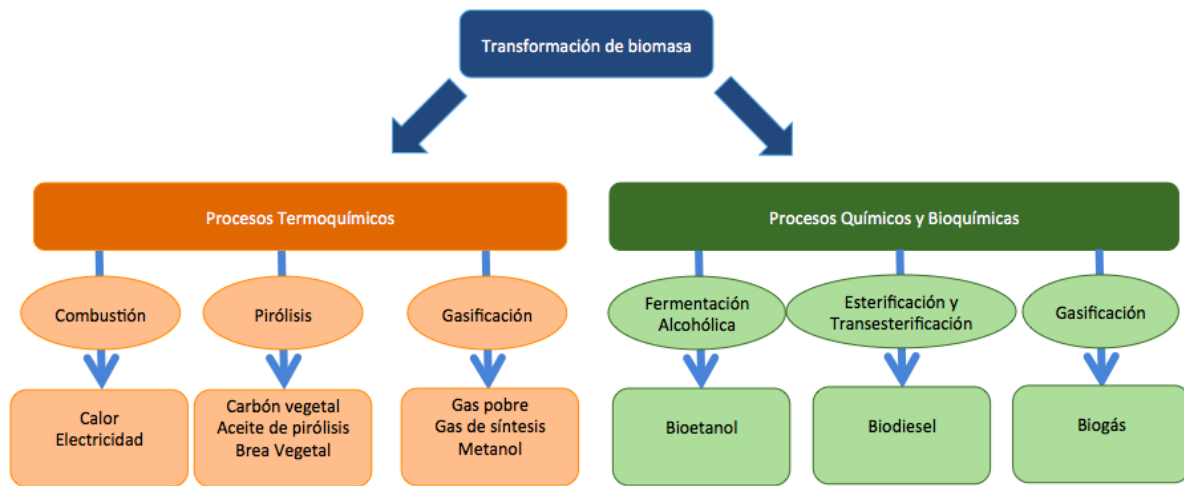 Transformación de biomasa
Procesos Termoquímicos
Procesos Químicos y Bioquímicas
Combustión
Pirólisis
Gasificación
Fermentación
Alcohólica
Esterificación y
Transesterificación
Gasificación
Calor
Electricidad
Carbón vegetal
Aceite de pirólisis
Brea Vegetal
Gas pobre
Gas de síntesis
Metanol
Bioetanol
Biodiesel
Biogás